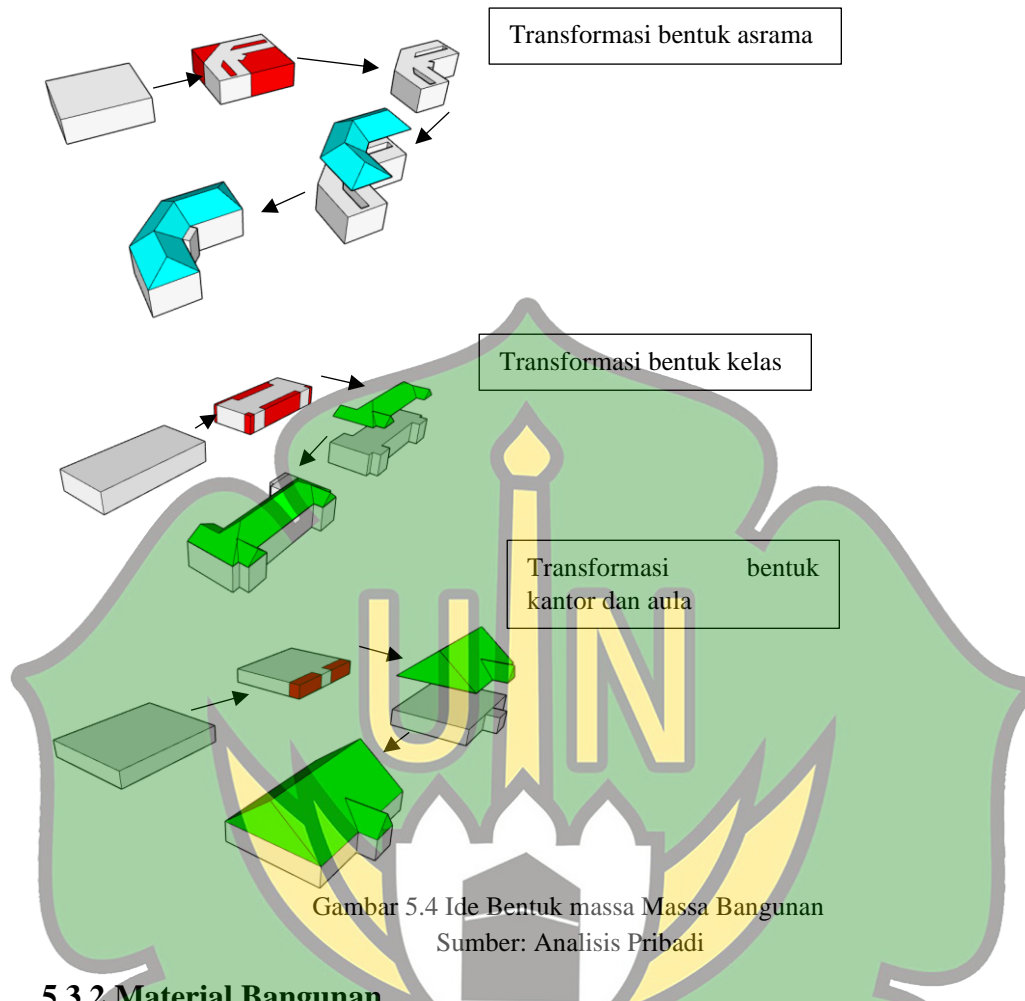 Transformasi bentuk asrama
Transformasi bentuk kelas
Transformasi bentuk
kantor dan aula
UIN
Gambar 5.4 Ide Bentuk massa Massa Bangunan
Sumber: Analisis Pribadi
5.3.2 Material Bangunan